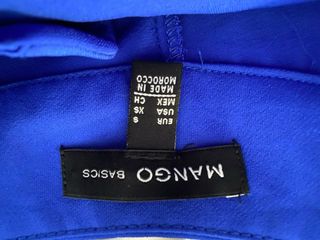 MANGO BASICS
EUR S
USA XS
MEX CH
MADE IN
MOROCCO